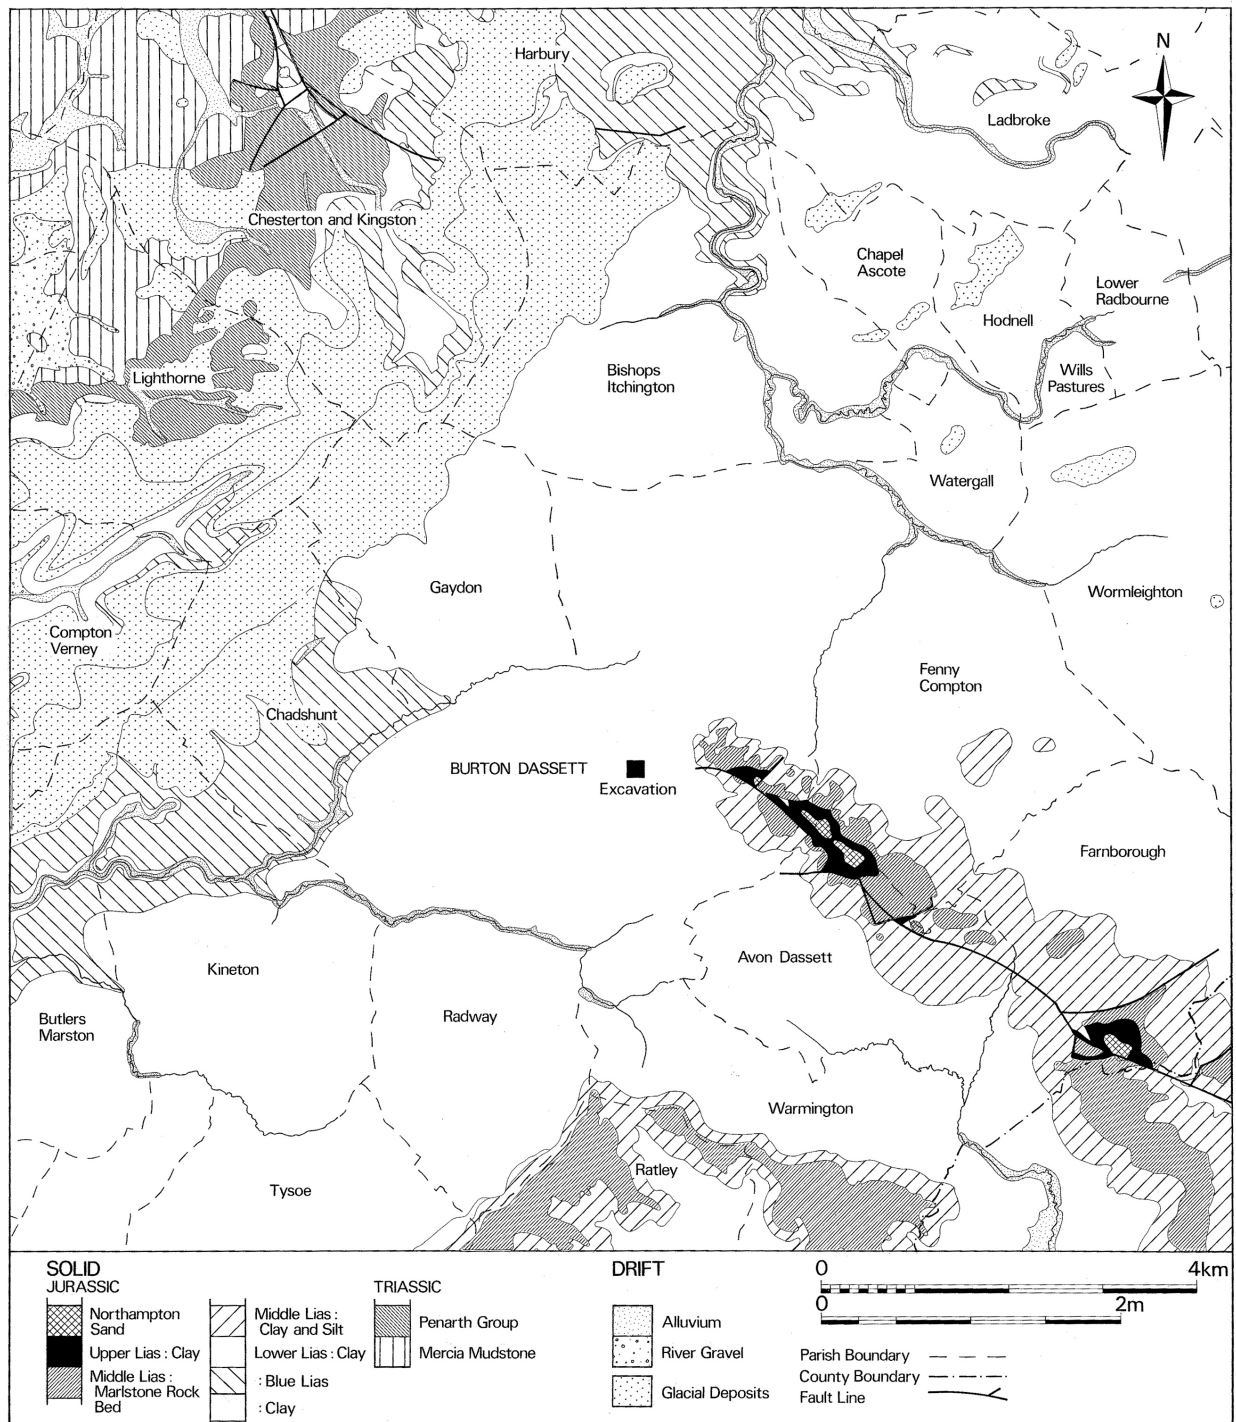 Harbury
N
Ladbroke
Chesterton and Kingston
Chapel
Ascote
Lower
Radbourne
Hodnell
Lighthorne
Bishops
Itchington
Wills
Pastures
Watergall
Gaydon
Wormleighton
Compton
Verney
Fenny
Compton
Chadshunt
BURTON DASSETT
Excavation
Farnborough
Avon Dassett
Kineton
Butlers
Marston
Radway
Warmington
Ratley
Tysoe
SOLID
JURASSIC
Northampton
Sand
Upper Lias : Clay
Middle Lias :
Marlstone Rock
Bed
Middle Lias :
Clay and Silt
Lower Lias : Clay
: Blue Lias
: Clay
TRIASSIC
Penarth Group
Mercia Mudstone
DRIFT
Alluvium
River Gravel
Glacial Deposits
0 4km
0 2m
Parish Boundary
County Boundary
Fault Line